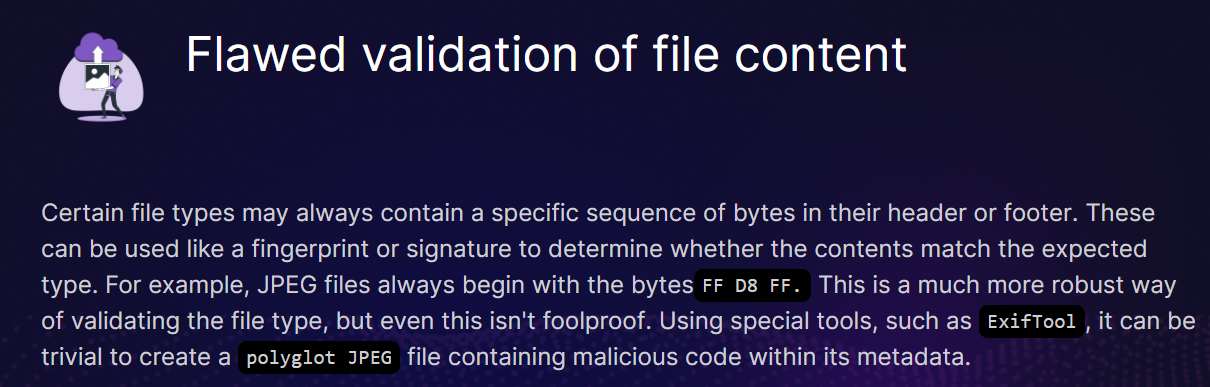 Flawed validation of file content
Certain file types may always contain a specific sequence of bytes in their header or footer. These
can be used like a fingerprint or signature to determine whether the contents match the expected
type. For example, JPEG files always begin with the bytes FF D8 FF. This is a much more robust way
of validating the file type, but even this isn't foolproof. Using special tools, such as ExifTool, it can be
trivial to create a polyglot JPEG file containing malicious code within its metadata.